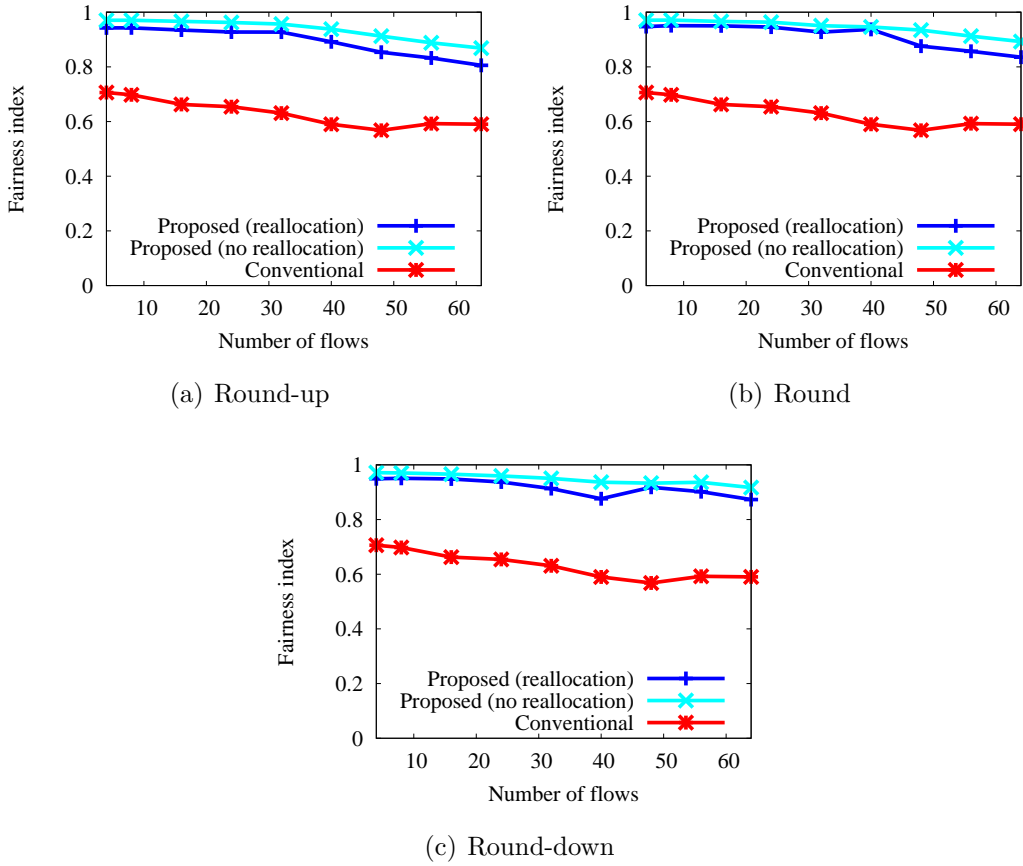 1
0.8
0.6
0.4
0.2
0
Fairness index
Proposed (reallocation)
Proposed (no reallocation)
Conventional
10 20 30 40 50 60
Number of flows
(a) Round-up
1
0.8
0.6
0.4
0.2
0
Fairness index
Proposed (reallocation)
Proposed (no reallocation)
Conventional
10 20 30 40 50 60
Number of flows
(b) Round
1
0.8
0.6
0.4
0.2
0
Fairness index
Proposed (reallocation)
Proposed (no reallocation)
Conventional
10 20 30 40 50 60
Number of flows
(c) Round-down